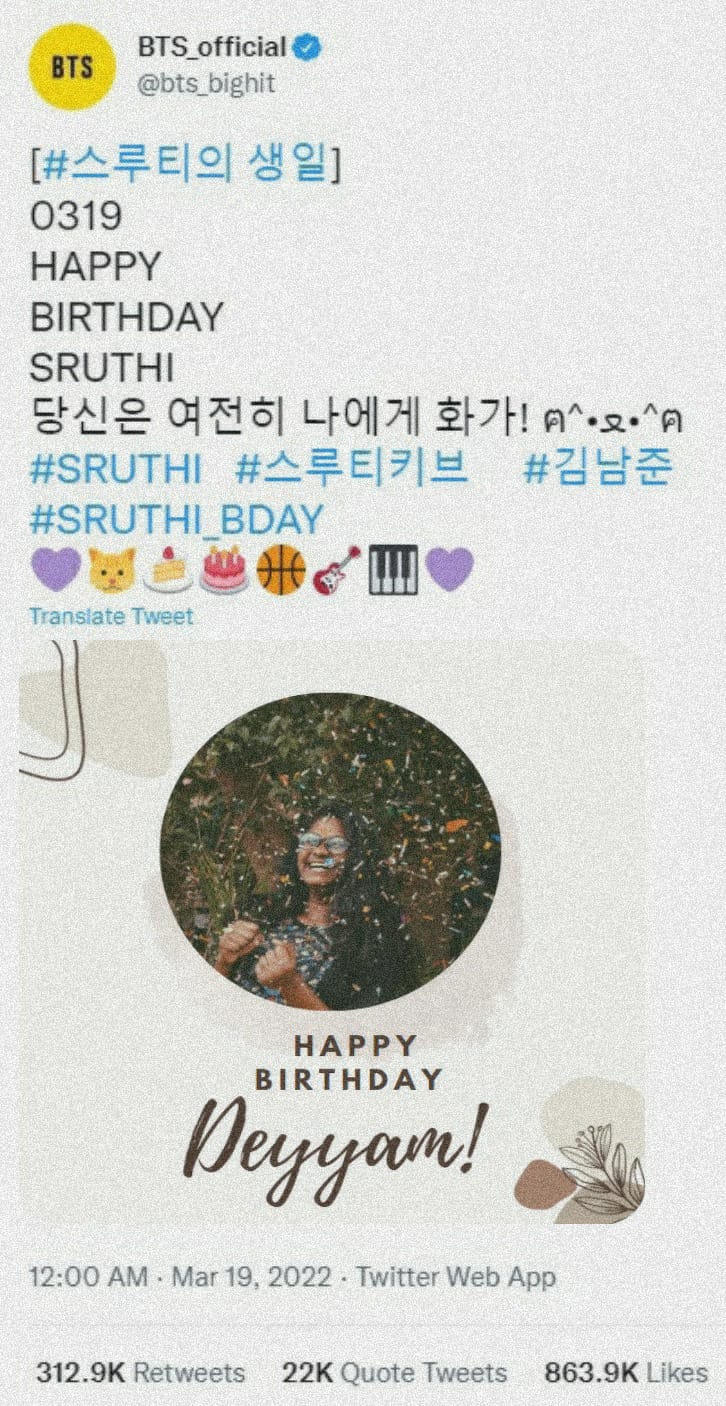 BTS
BTS_official
@bts_bighit
[#스루티의 생일]
0319
HAPPY
BIRTHDAY
SRUTHI
당신은 여전히 나에게 화가! ฅ^•ﻌ•^ฅ
#SRUTHI #스루티키브 #김남준
#SRUTHI_BDAY
💜😾🍰🎂🏀🎸🎹💜
Translate Tweet
HAPPY
BIRTHDAY
Deyyam!
12:00 AM · Mar 19, 2022 · Twitter Web App
312.9K Retweets 22K Quote Tweets 863.9K Likes